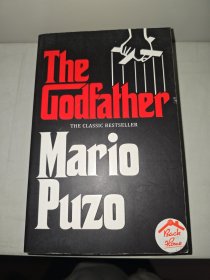 The
Godfather
THE CLASSIC BESTSELLER
Mario
Puzo